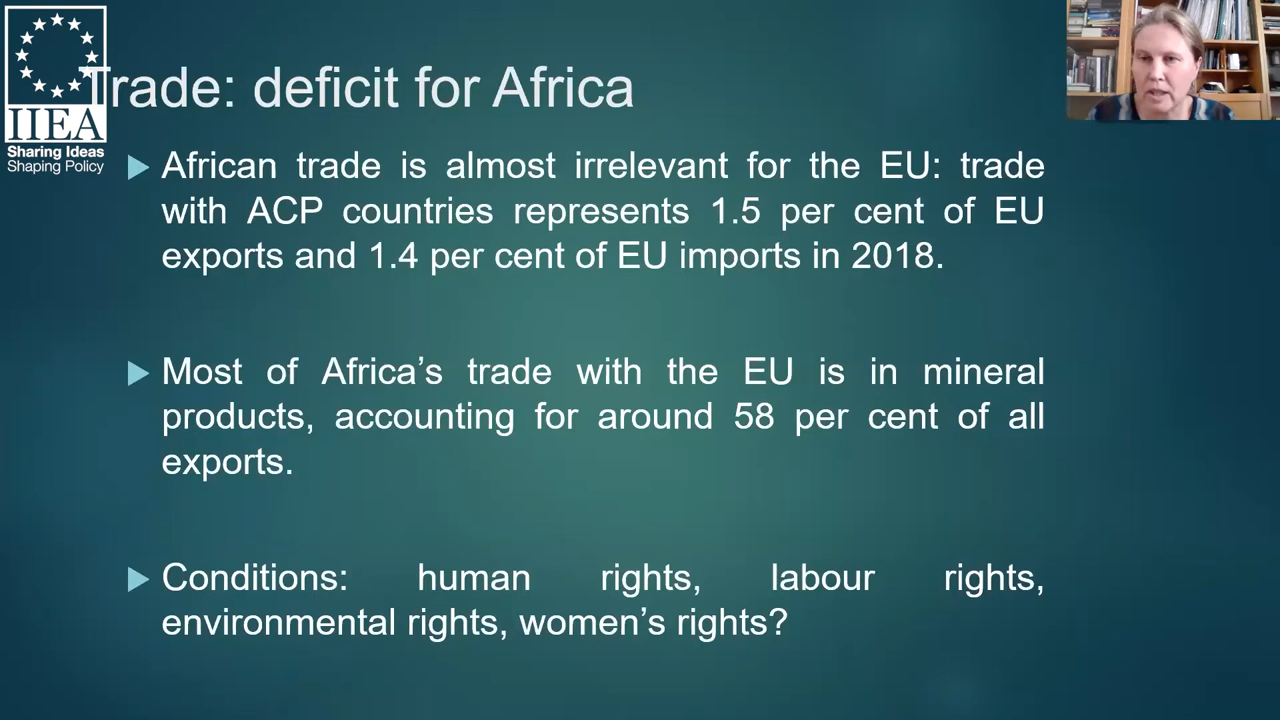 Trade: deficit for Africa
IIEA
Sharing Ideas
Shaping Policy
African trade is almost irrelevant for the EU: trade
with ACP countries represents 1.5 per cent of EU
exports and 1.4 per cent of EU imports in 2018.
Most of Africa’s trade with the EU is in mineral
products, accounting for around 58 per cent of all
exports.
Conditions: human rights, labour rights,
environmental rights, women’s rights?